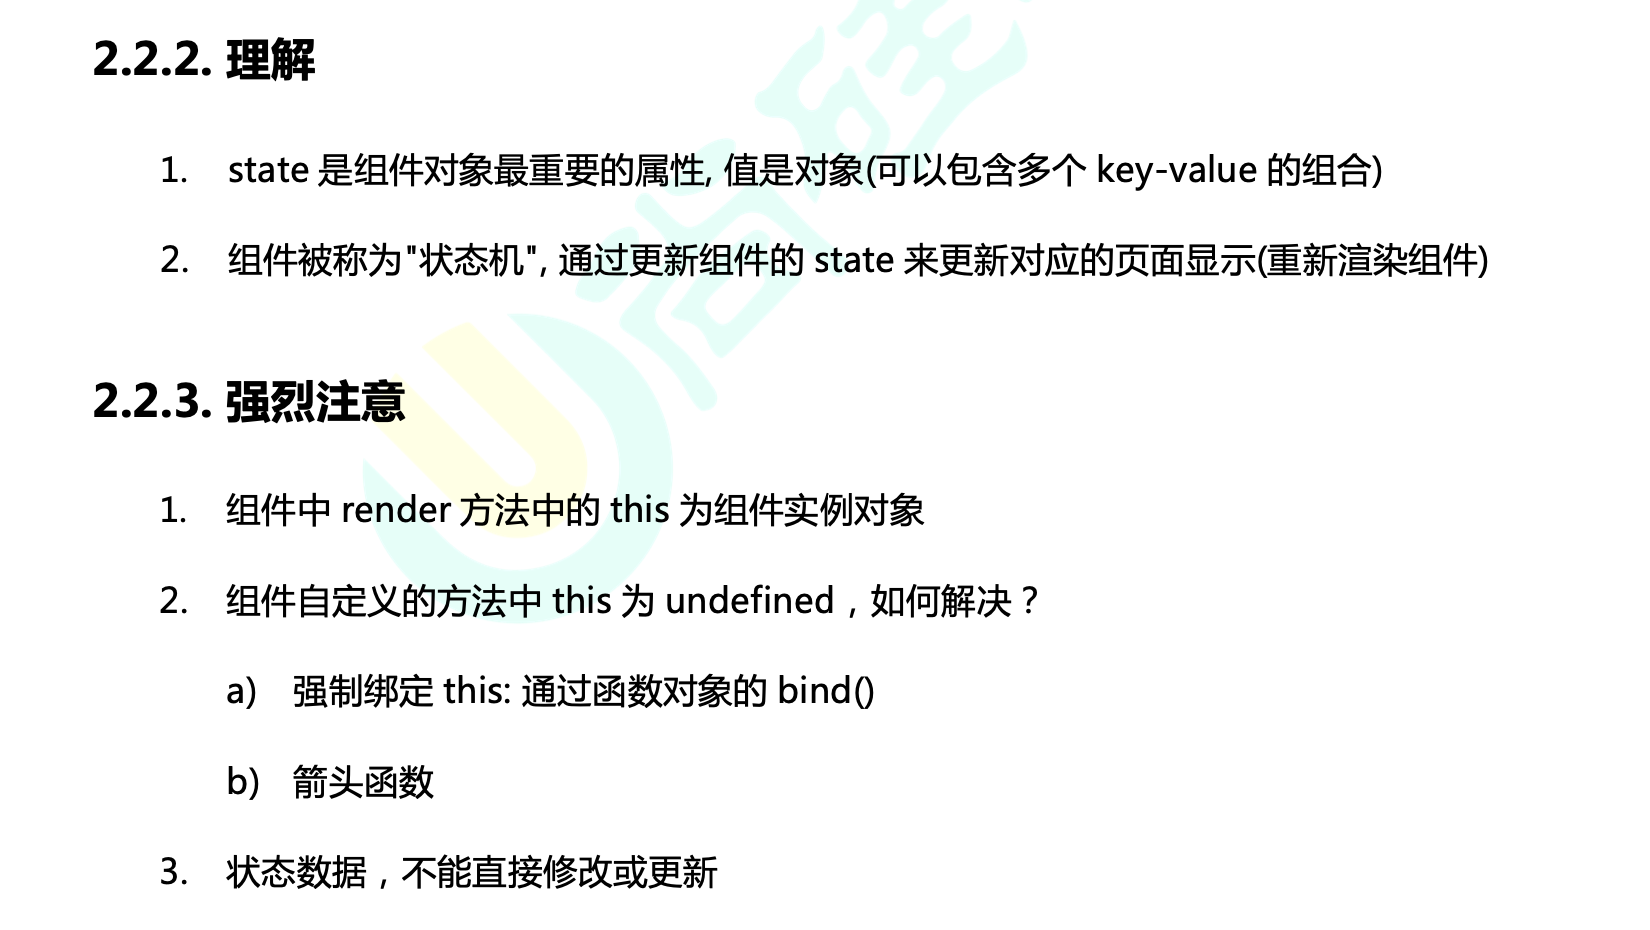 2.2.2. 理解
1. state 是组件对象最重要的属性, 值是对象(可以包含多个 key-value 的组合)
2. 组件被称为"状态机", 通过更新组件的 state 来更新对应的页面显示(重新渲染组件)
2.2.3. 强烈注意
1. 组件中 render 方法中的 this 为组件实例对象
2. 组件自定义的方法中 this 为 undefined，如何解决？
a) 强制绑定 this: 通过函数对象的 bind()
b) 箭头函数
3. 状态数据，不能直接修改或更新
尚硅